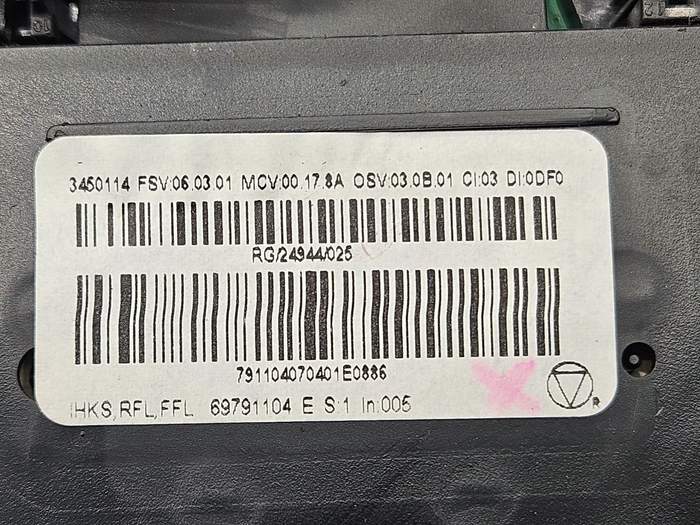 3450114 FSV:06.03.01 MCV:00.17.8A OSV:03.0B.01 CI:03 DI:0DF0
RG/24944/025
791104070401E0886
IHKS,RFL,FFL 69791104 E S:1 In:005
R